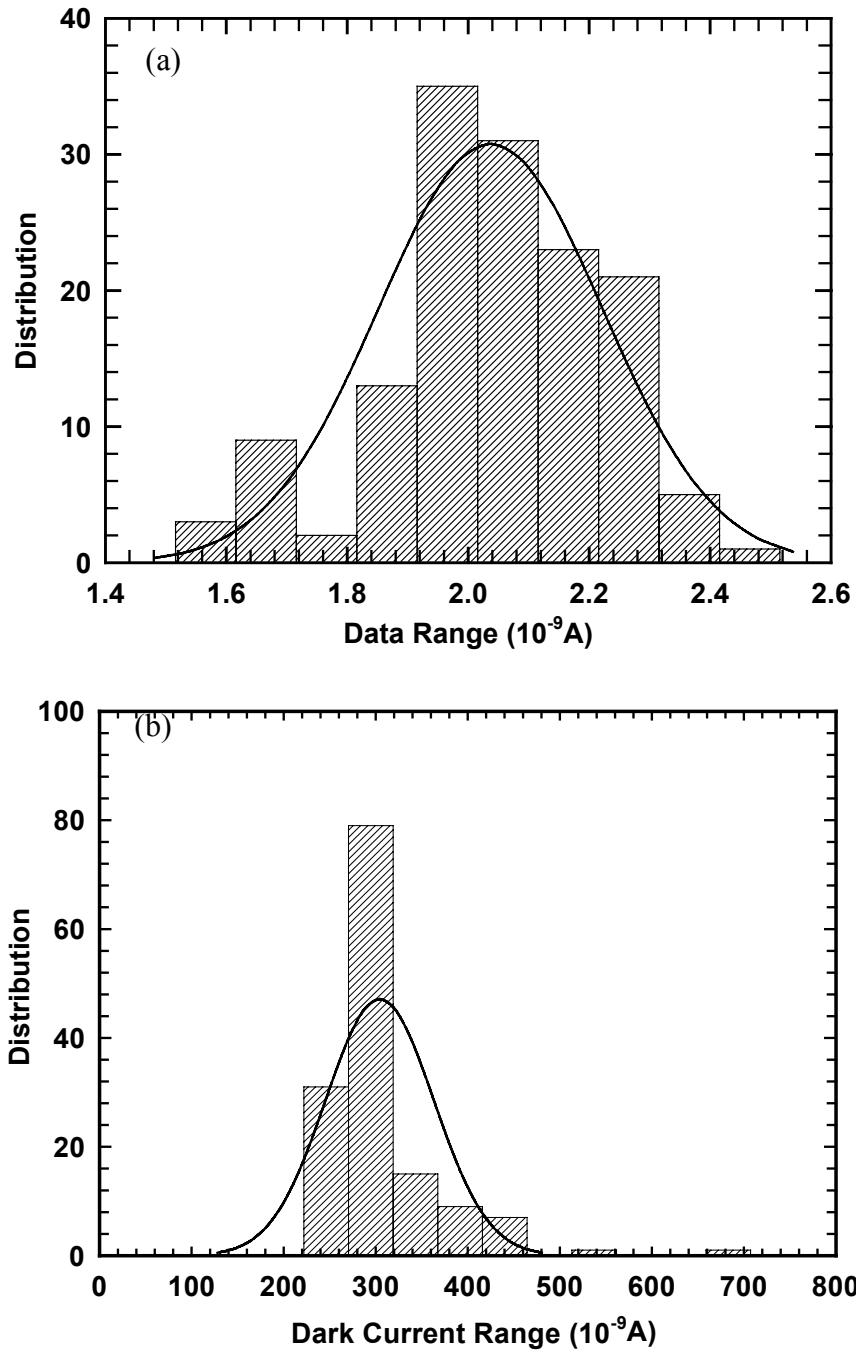 (a)
40
30
20
10
0
Distribution
1.4 1.6 1.8 2.0 2.2 2.4 2.6
Data Range (10⁻⁹A)
(b)
100
80
60
40
20
0
Distribution
0 100 200 300 400 500 600 700 800
Dark Current Range (10⁻⁹A)